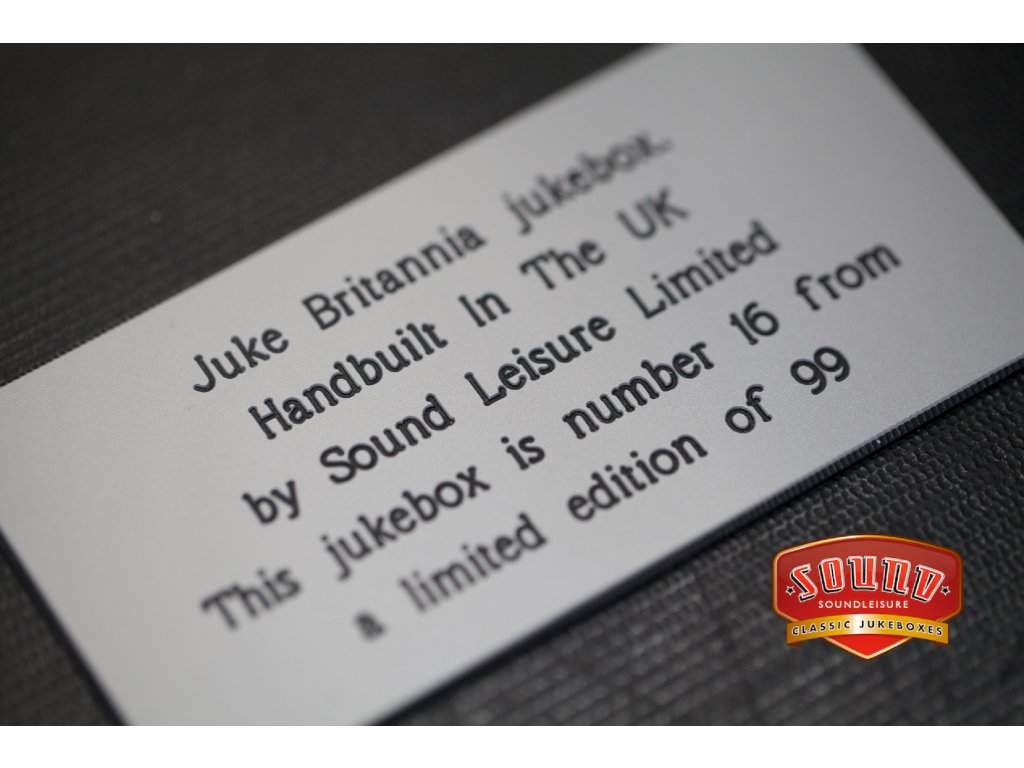 Juke Britannia jukebox.
Handbuilt In The UK
by Sound Leisure Limited
This jukebox is number 16 from
a limited edition of 99
SOUND
SOUNDLEISURE
CLASSIC JUKEBOXES